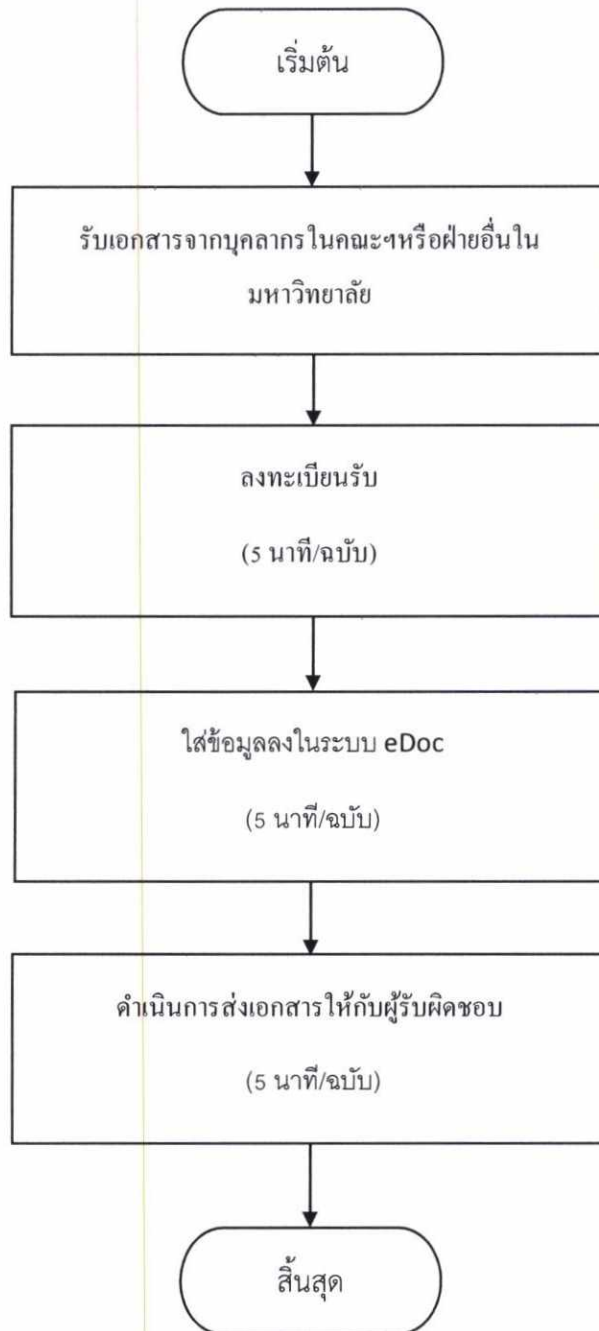 เริ่มต้น
รับเอกสารจากบุคลากรในคณะฯหรือฝ่ายอื่นใน
มหาวิทยาลัย
ลงทะเบียนรับ
(5 นาที/ฉบับ)
ใส่ข้อมูลลงในระบบ eDoc
(5 นาที/ฉบับ)
ดำเนินการส่งเอกสารให้กับผู้รับผิดชอบ
(5 นาที/ฉบับ)
สิ้นสุด